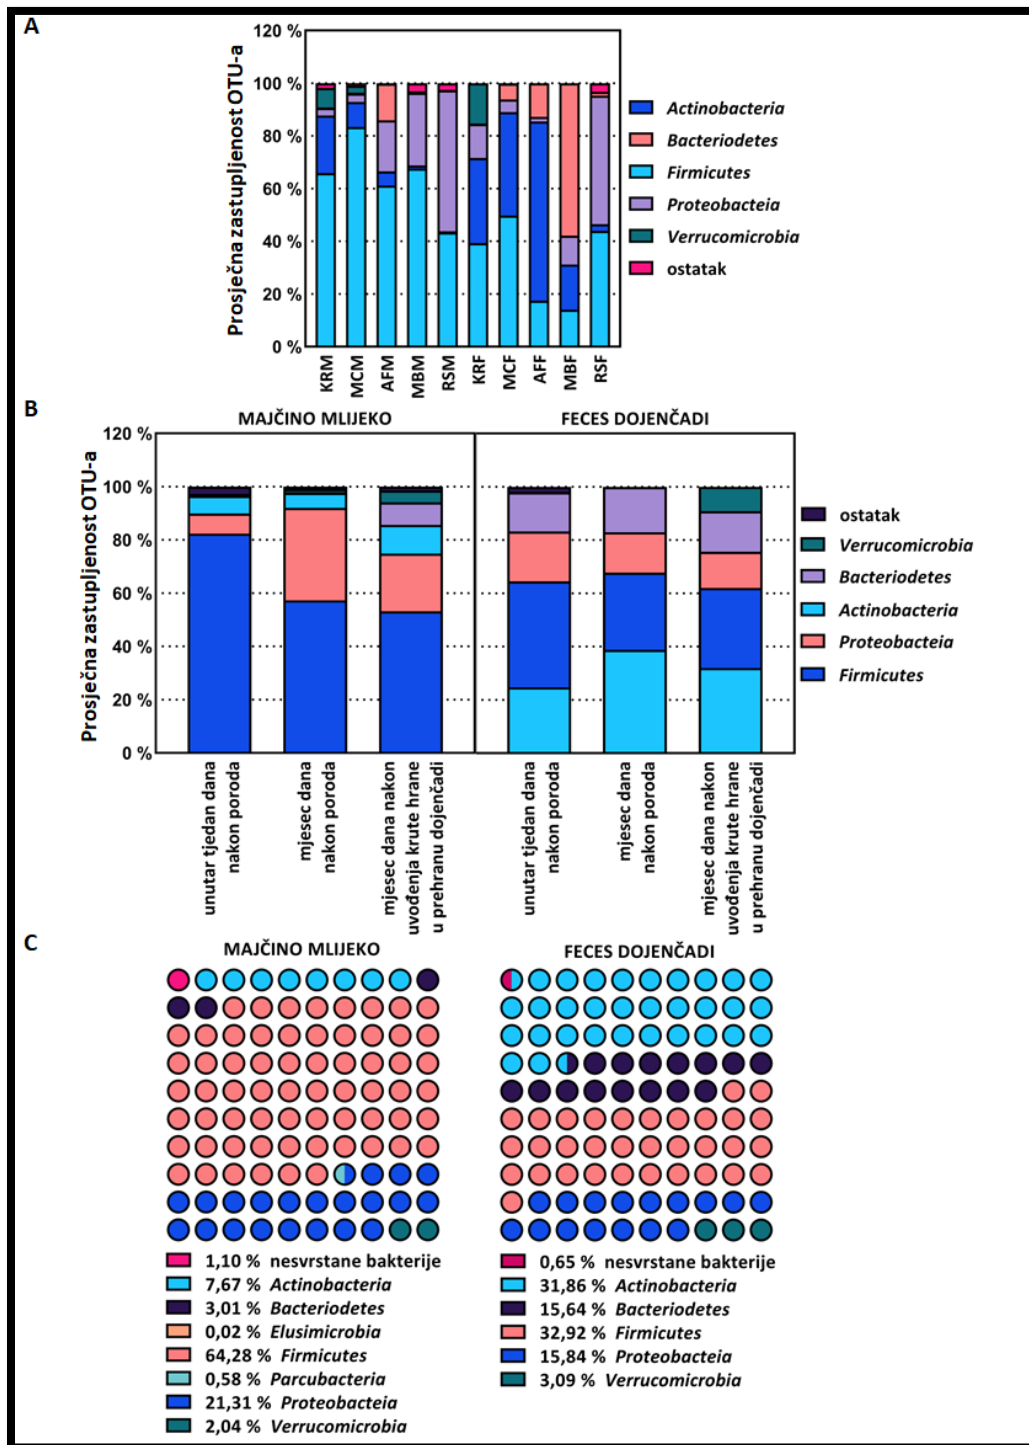 A
Prosječna zastupljenost OTU-a
120 %
100 %
80 %
60 %
40 %
20 %
0 %
KRM
MCM
AFM
MBM
RSM
KRF
MCF
AFF
MBF
RSF
Actinobacteria
Bacteriodetes
Firmicutes
Proteobacteia
Verrucomicrobia
ostatak
B
MAJČINO MLIJEKO
FECES DOJENČADI
Prosječna zastupljenost OTU-a
120 %
100 %
80 %
60 %
40 %
20 %
0 %
unutar tjedan dana
nakon poroda
mjesec dana
nakon poroda
mjesec dana nakon
uvođenja krute hrane
u prehranu dojenčadi
unutar tjedan dana
nakon poroda
mjesec dana
nakon poroda
mjesec dana nakon
uvođenja krute hrane
u prehranu dojenčadi
ostatak
Verrucomicrobia
Bacteriodetes
Actinobacteria
Proteobacteia
Firmicutes
C
MAJČINO MLIJEKO
1,10 % nesvrstane bakterije
7,67 % Actinobacteria
3,01 % Bacteriodetes
0,02 % Elusimicrobia
64,28 % Firmicutes
0,58 % Parcubacteria
21,31 % Proteobacteia
2,04 % Verrucomicrobia
FECES DOJENČADI
0,65 % nesvrstane bakterije
31,86 % Actinobacteria
15,64 % Bacteriodetes
32,92 % Firmicutes
15,84 % Proteobacteia
3,09 % Verrucomicrobia